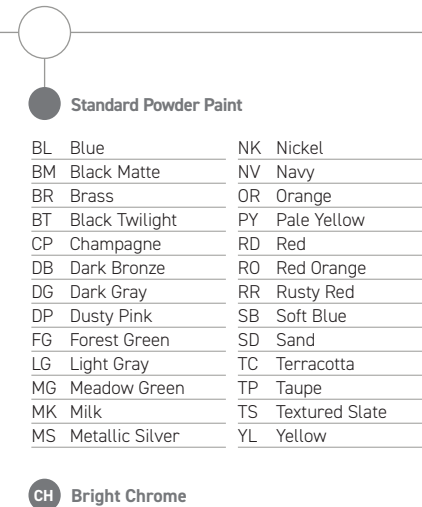 Standard Powder Paint
BL Blue
BM Black Matte
BR Brass
BT Black Twilight
CP Champagne
DB Dark Bronze
DG Dark Gray
DP Dusty Pink
FG Forest Green
LG Light Gray
MG Meadow Green
MK Milk
MS Metallic Silver
NK Nickel
NV Navy
OR Orange
PY Pale Yellow
RD Red
RO Red Orange
RR Rusty Red
SB Soft Blue
SD Sand
TC Terracotta
TP Taupe
TS Textured Slate
YL Yellow
CH Bright Chrome